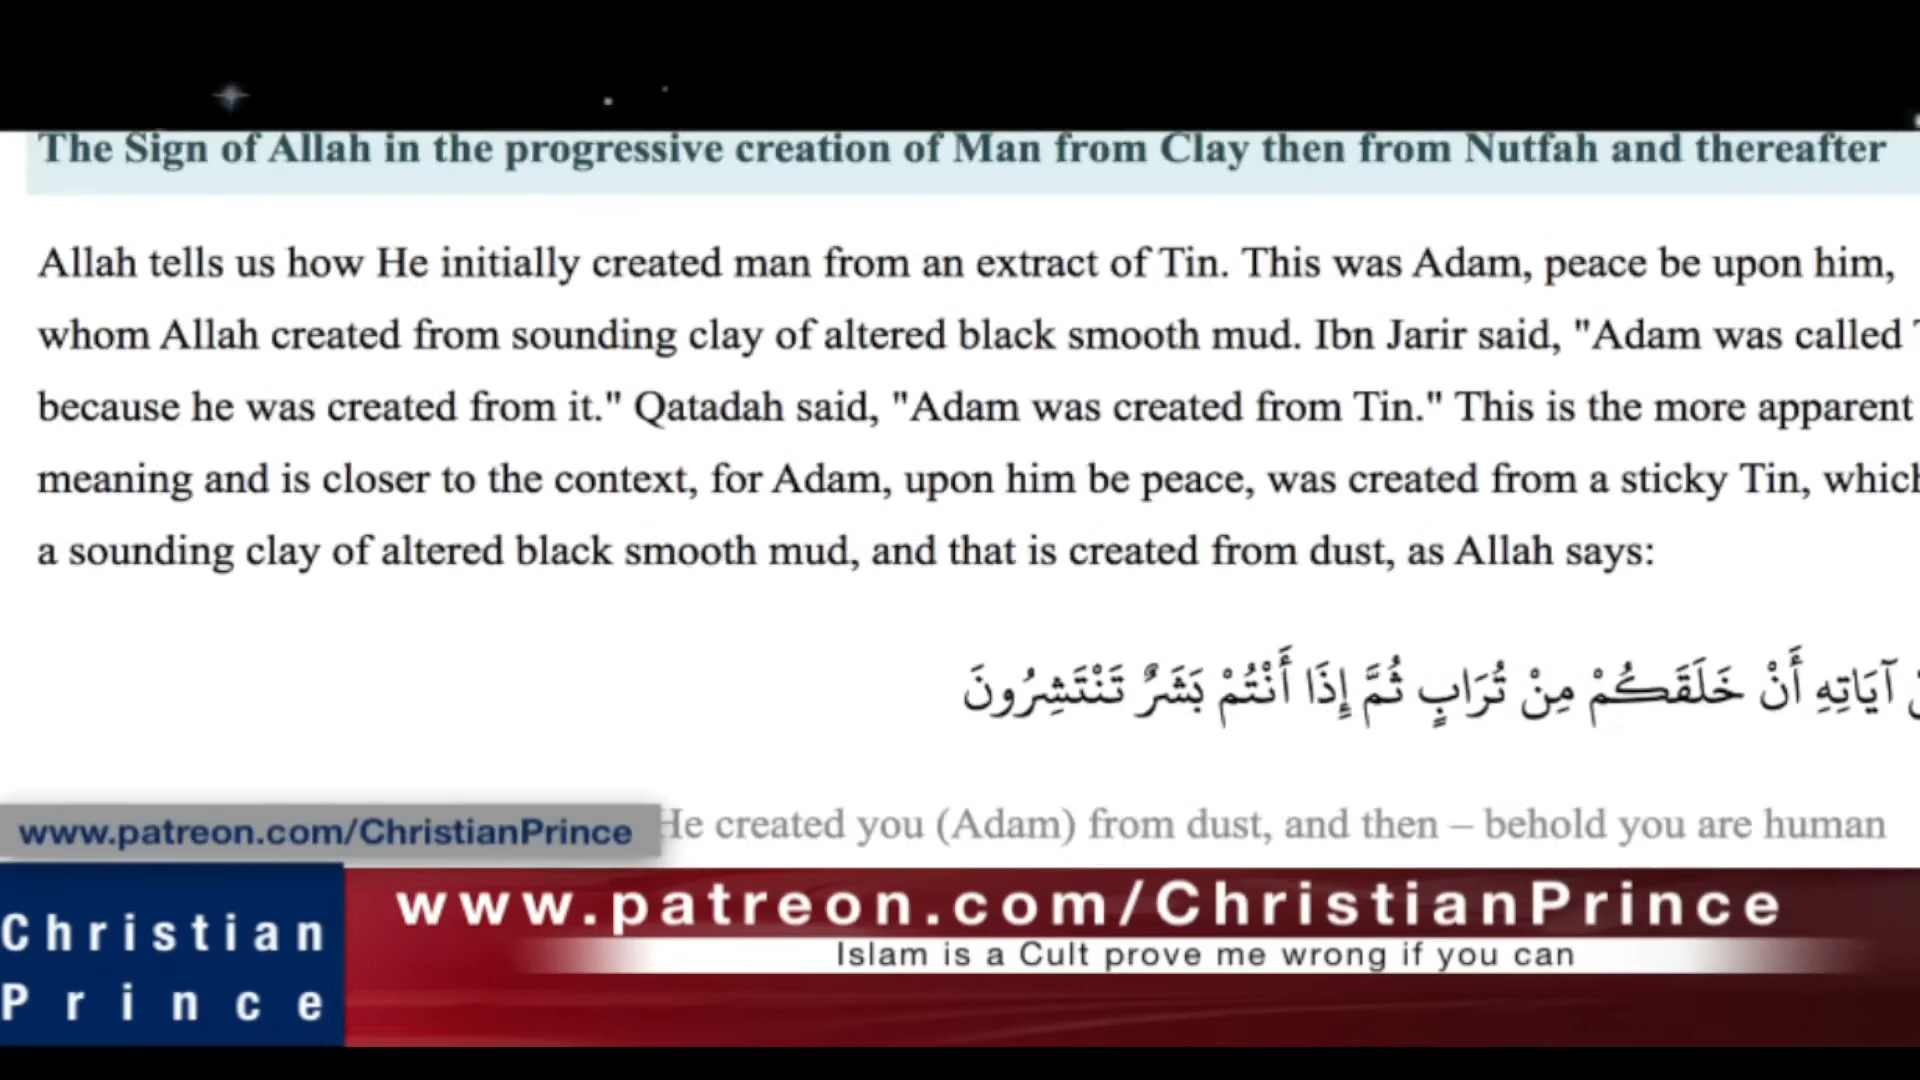 The Sign of Allah in the progressive creation of Man from Clay then from Nutfah and thereafter
Allah tells us how He initially created man from an extract of Tin. This was Adam, peace be upon him,
whom Allah created from sounding clay of altered black smooth mud. Ibn Jarir said, "Adam was called
because he was created from it." Qatadah said, "Adam was created from Tin." This is the more apparent
meaning and is closer to the context, for Adam, upon him be peace, was created from a sticky Tin, which
a sounding clay of altered black smooth mud, and that is created from dust, as Allah says:
آيَاتِهِ أَنْ خَلَقَكُمْ مِنْ تُرَابٍ ثُمَّ إِذَا أَنْتُمْ بَشَرٌ تَنْتَشِرُونَ
He created you (Adam) from dust, and then – behold you are human
www.patreon.com/ChristianPrince
www.patreon.com/ChristianPrince
Islam is a Cult prove me wrong if you can
Christian
Prince